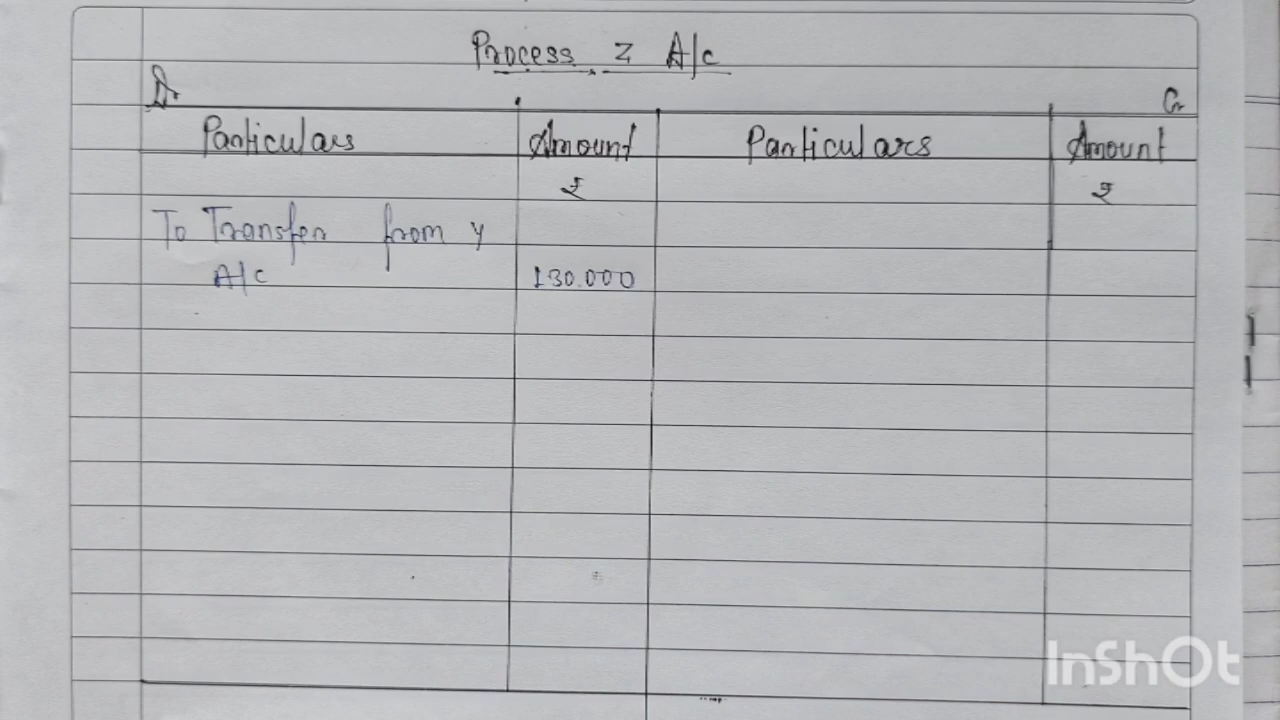 Process Z A/c
Dr Cr
Particulars Amount Particulars Amount
₹ ₹
To Transfer from Y
A/c 130.000
InShOt